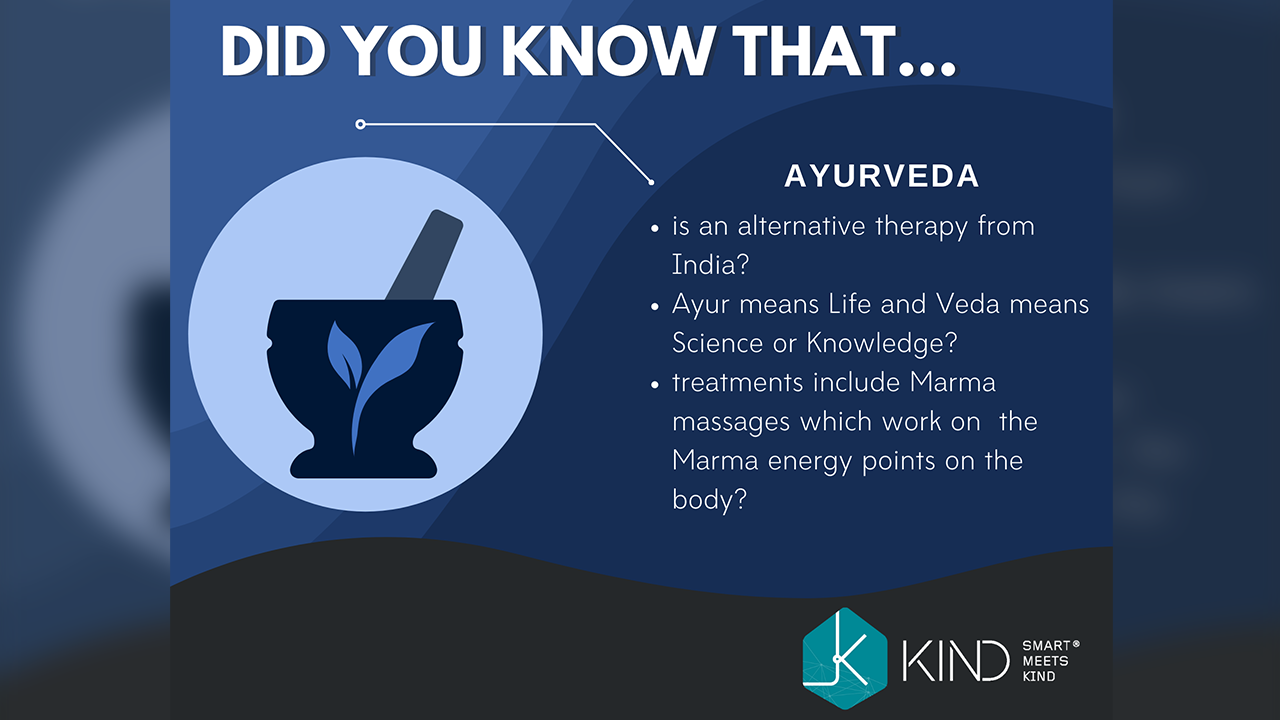 DID YOU KNOW THAT...
AYURVEDA
• is an alternative therapy from
India?
• Ayur means Life and Veda means
Science or Knowledge?
• treatments include Marma
massages which work on  the
Marma energy points on the
body?
KIND
SMART®
MEETS
KIND